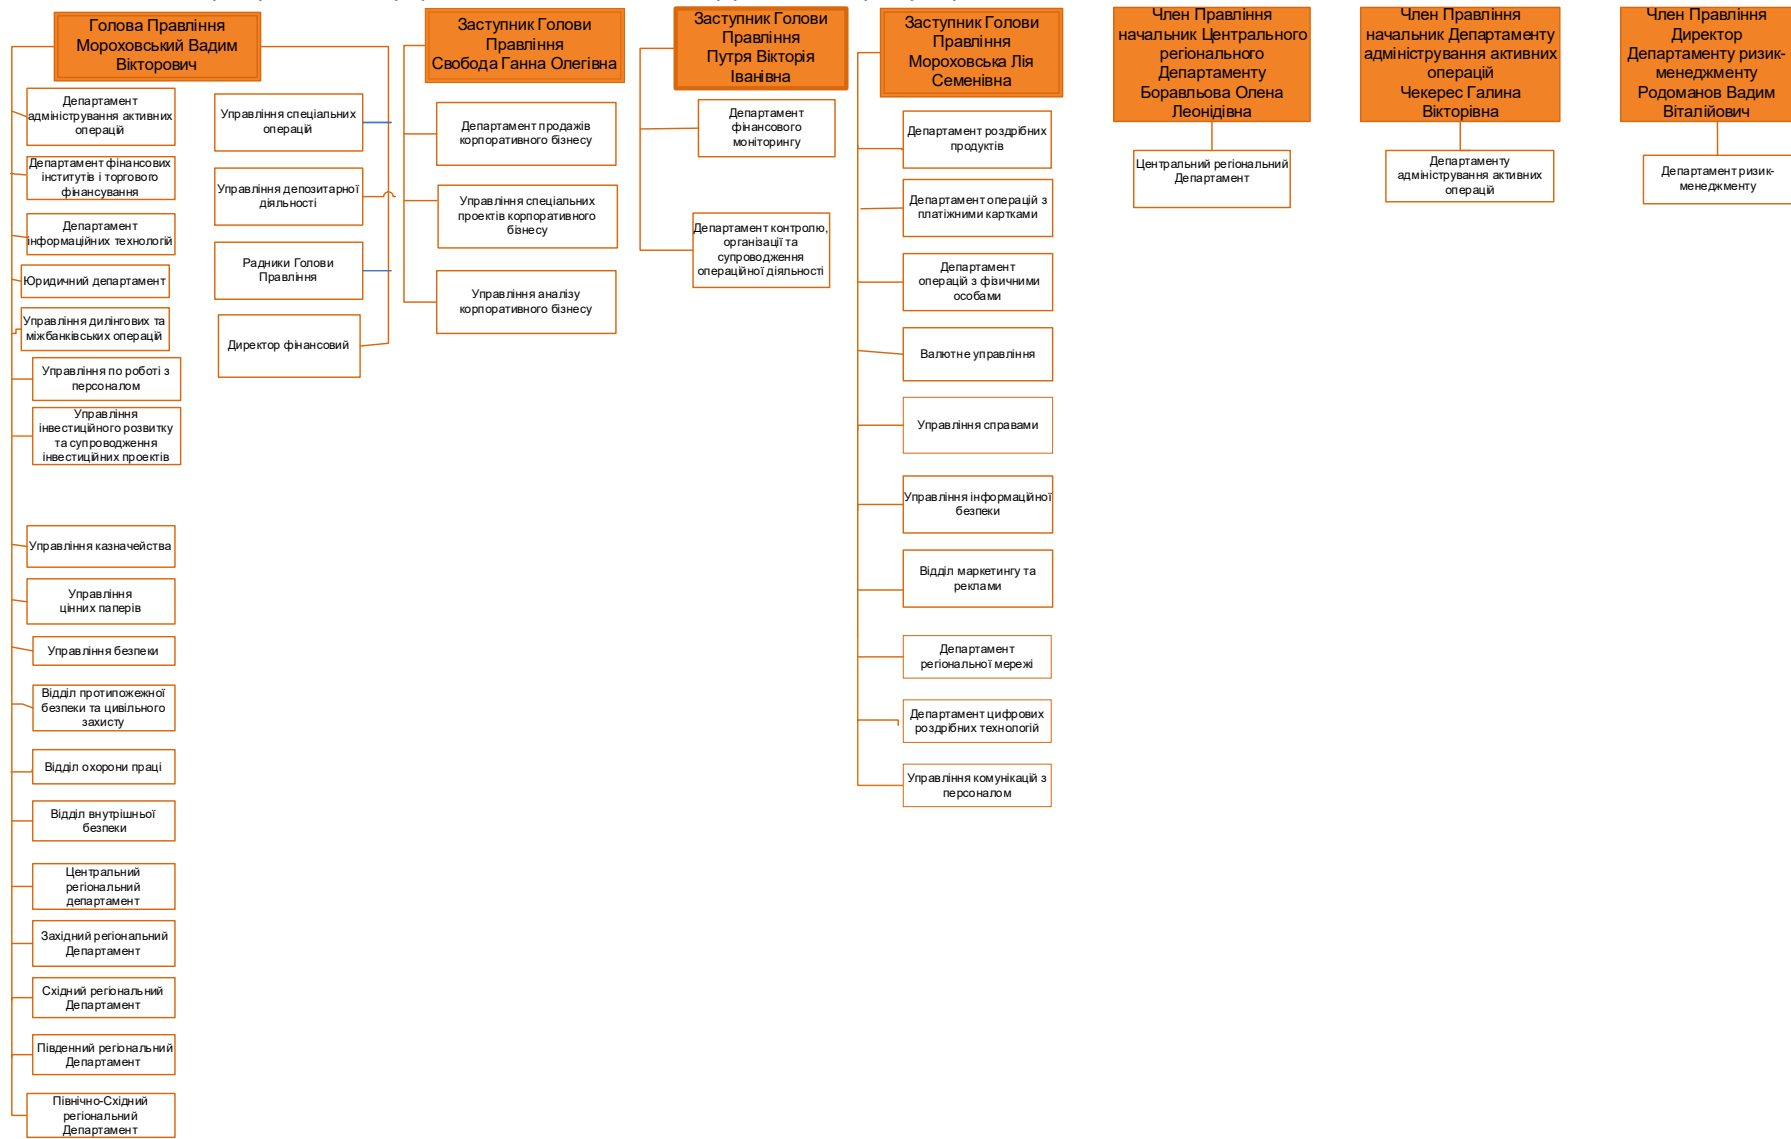 Голова Правління
Мороховський Вадим
Вікторович
Департамент
адміністрування активних
операцій
Департамент фінансових
інститутів і торгового
фінансування
Департамент
інформаційних технологій
Юридичний департамент
Управління дилінгових та
міжбанківських операцій
Управління по роботі з
персоналом
Управління
інвестиційного розвитку
та супроводження
інвестиційних проектів
Управління казначейства
Управління
цінних паперів
Управління безпеки
Відділ протипожежної
безпеки та цивільного
захисту
Відділ охорони праці
Відділ внутрішньої
безпеки
Центральний
регіональний
департамент
Західний регіональний
Департамент
Східний регіональний
Департамент
Південний регіональний
Департамент
Північно-Східний
регіональний
Департамент
Управління спеціальних
операцій
Управління депозитарної
діяльності
Радники Голови
Правління
Директор фінансовий
Заступник Голови
Правління
Свобода Ганна Олегівна
Департамент продажів
корпоративного бізнесу
Управління спеціальних
проектів корпоративного
бізнесу
Управління аналізу
корпоративного бізнесу
Заступник Голови
Правління
Путря Вікторія
Іванівна
Департамент
фінансового
моніторингу
Департамент контролю,
організації та
супроводження
операційної діяльності
Заступник Голови
Правління
Мороховська Лія
Семенівна
Департамент роздрібних
продуктів
Департамент операцій з
платіжними картками
Департамент
операцій з фізичними
особами
Валютне управління
Управління справами
Управління інформаційної
безпеки
Відділ маркетингу та
реклами
Департамент
регіональної мережі
Департамент цифрових
роздрібних технологій
Управління комунікацій з
персоналом
Член Правління
начальник Центрального
регіонального
Департаменту
Боравльова Олена
Леонідівна
Центральний регіональний
Департамент
Член Правління
начальник Департаменту
адміністрування активних
операцій
Чекерес Галина
Вікторівна
Департаменту
адміністрування активних
операцій
Член Правління
Директор
Департаменту ризик-
менеджменту
Родоманов Вадим
Віталійович
Департамент ризик-
менеджменту